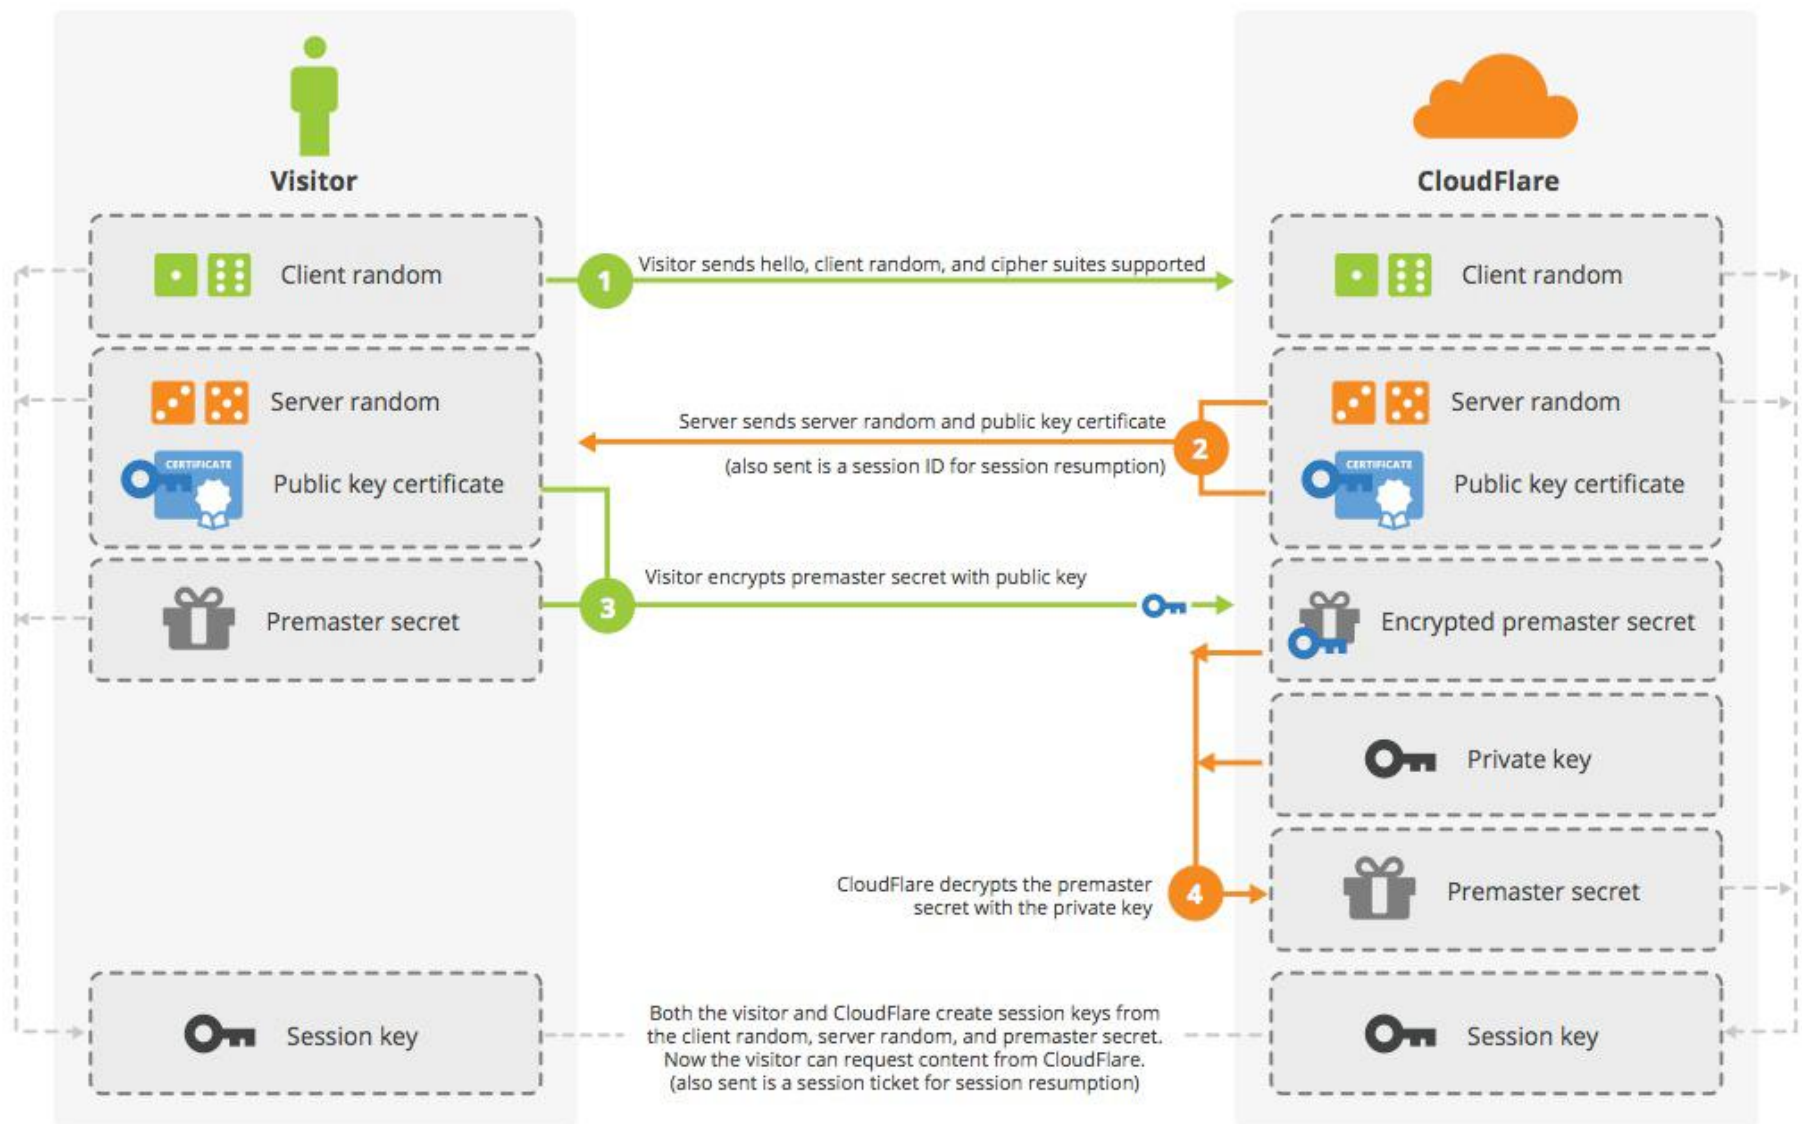 Visitor
CloudFlare
Client random
1
Visitor sends hello, client random, and cipher suites supported
Client random
Server random
Server sends server random and public key certificate
2
(also sent is a session ID for session resumption)
Server random
CERTIFICATE
Public key certificate
CERTIFICATE
Public key certificate
Premaster secret
3
Visitor encrypts premaster secret with public key
Encrypted premaster secret
Private key
CloudFlare decrypts the premaster
secret with the private key
4
Premaster secret
Session key
Both the visitor and CloudFlare create session keys from
the client random, server random, and premaster secret.
Now the visitor can request content from CloudFlare.
(also sent is a session ticket for session resumption)
Session key